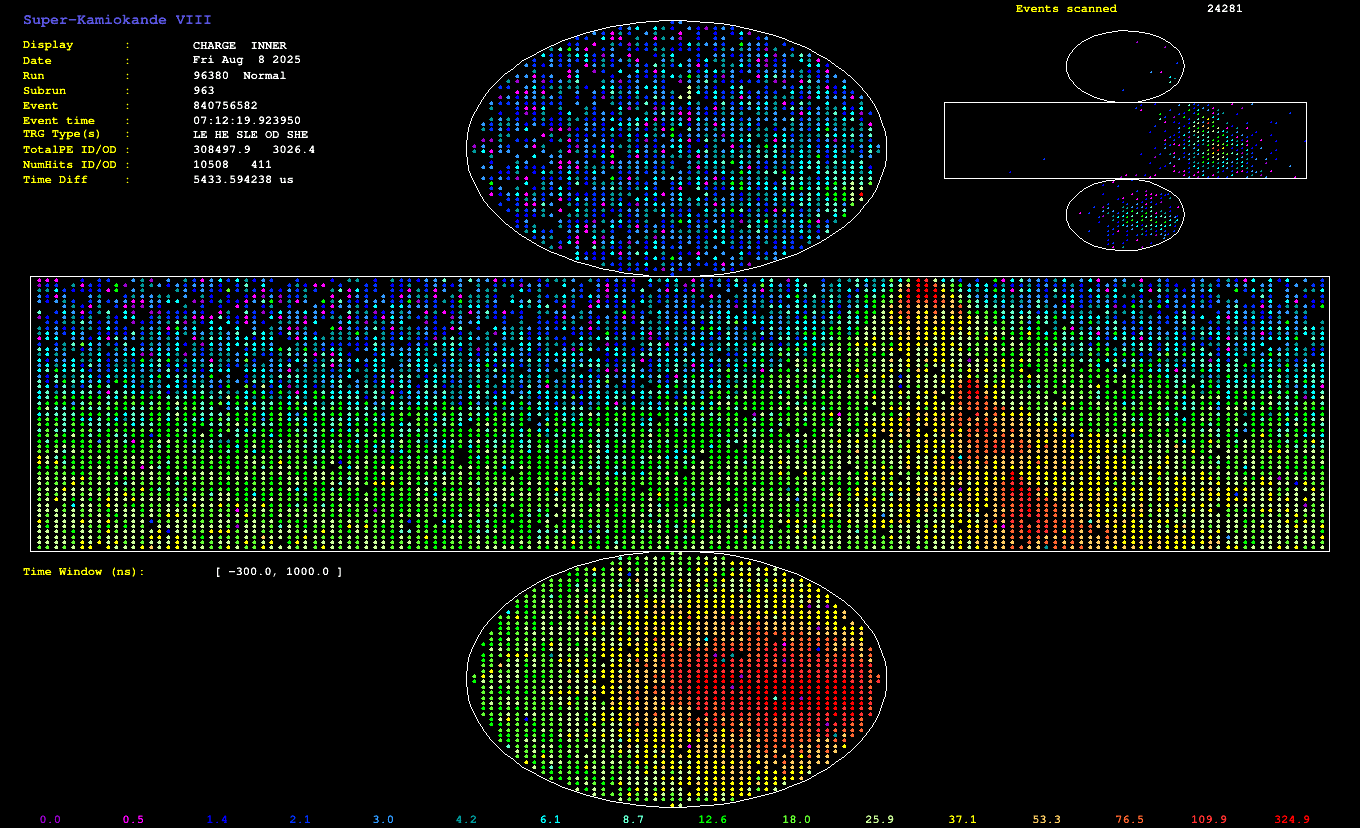 Super-Kamiokande VIII
Events scanned 24281
Display : CHARGE INNER
Date : Fri Aug 8 2025
Run : 96380 Normal
Subrun : 963
Event : 840756582
Event time : 07:12:19.923950
TRG Type(s) : LE HE SLE OD SHE
TotalPE ID/OD : 308497.9 3026.4
NumHits ID/OD : 10508 411
Time Diff : 5433.594238 us
Time Window (ns): [ -300.0, 1000.0 ]
0.0 0.5 1.4 2.1 3.0 4.2 6.1 8.7 12.6 18.0 25.9 37.1 53.3 76.5 109.9 324.9